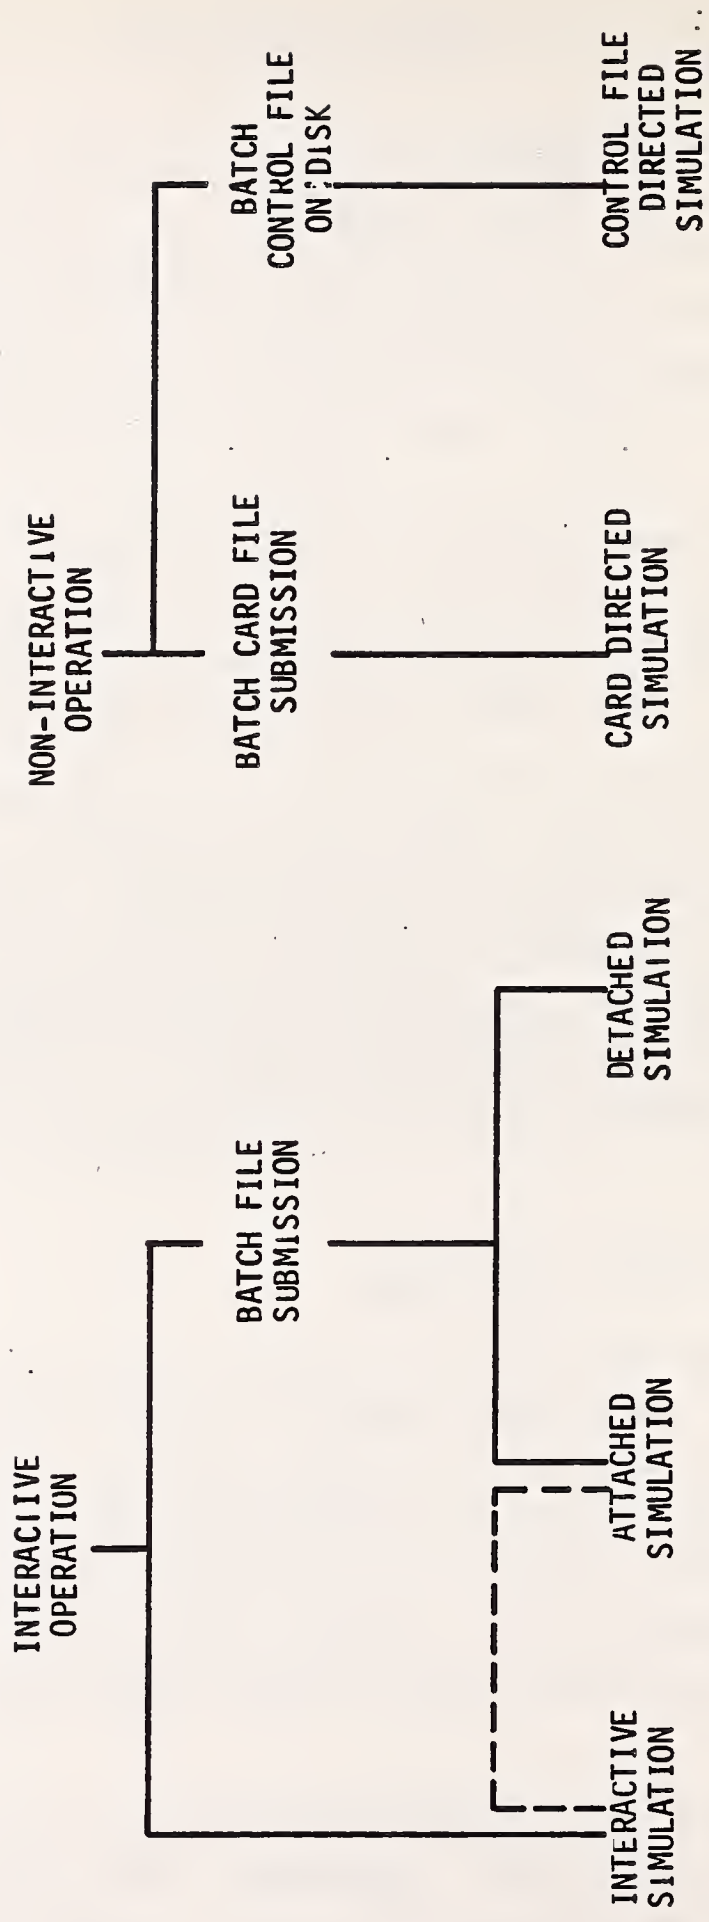 INTERACTIVE
OPERATION
NON-INTERACTIVE
OPERATION
BATCH FILE
SUBMISSION
BATCH CARD FILE
SUBMISSION
BATCH
CONTROL FILE
ON DISK
INTERACTIVE
SIMULATION
ATTACHED
SIMULATION
DETACHED
SIMULATION
CARD DIRECTED
SIMULATION
CONTROL FILE
DIRECTED
SIMULATION